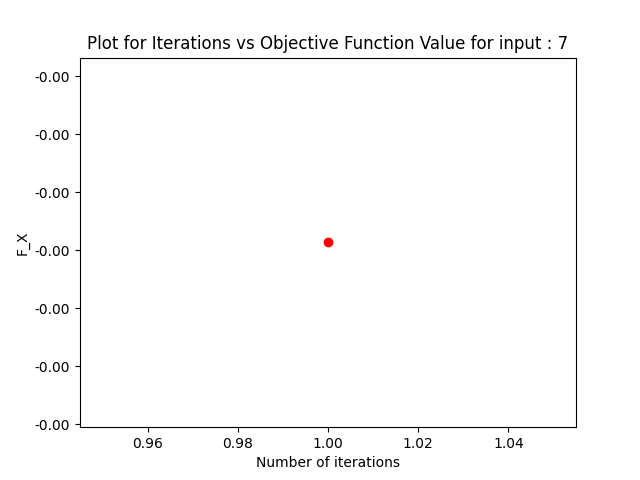 Plot for Iterations vs Objective Function Value for input : 7
-0.00
-0.00
-0.00
-0.00
-0.00
-0.00
-0.00
F_X
0.96 0.98 1.00 1.02 1.04
Number of iterations